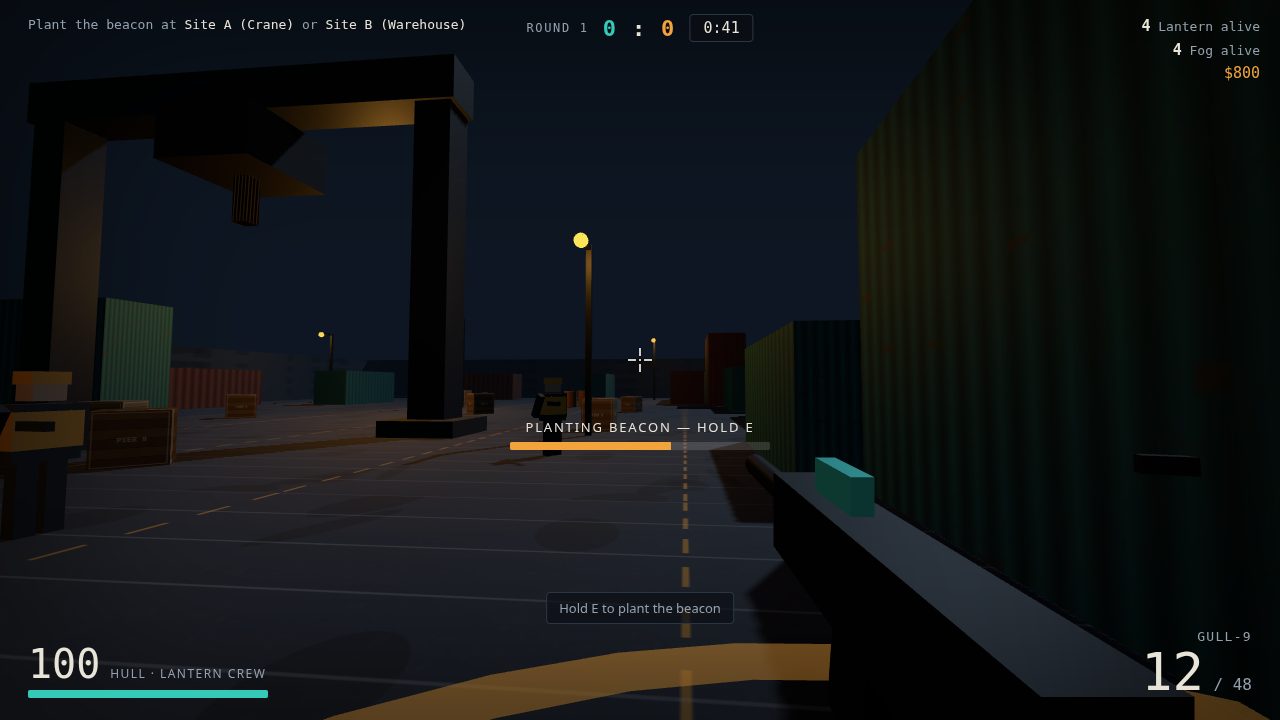 Plant the beacon at Site A (Crane) or Site B (Warehouse)
ROUND 1 0 : 0 0:41
4 Lantern alive
4 Fog alive
$800
PIER 9
PLANTING BEACON — HOLD E
Hold E to plant the beacon
100 HULL · LANTERN CREW
GULL-9
12 / 48